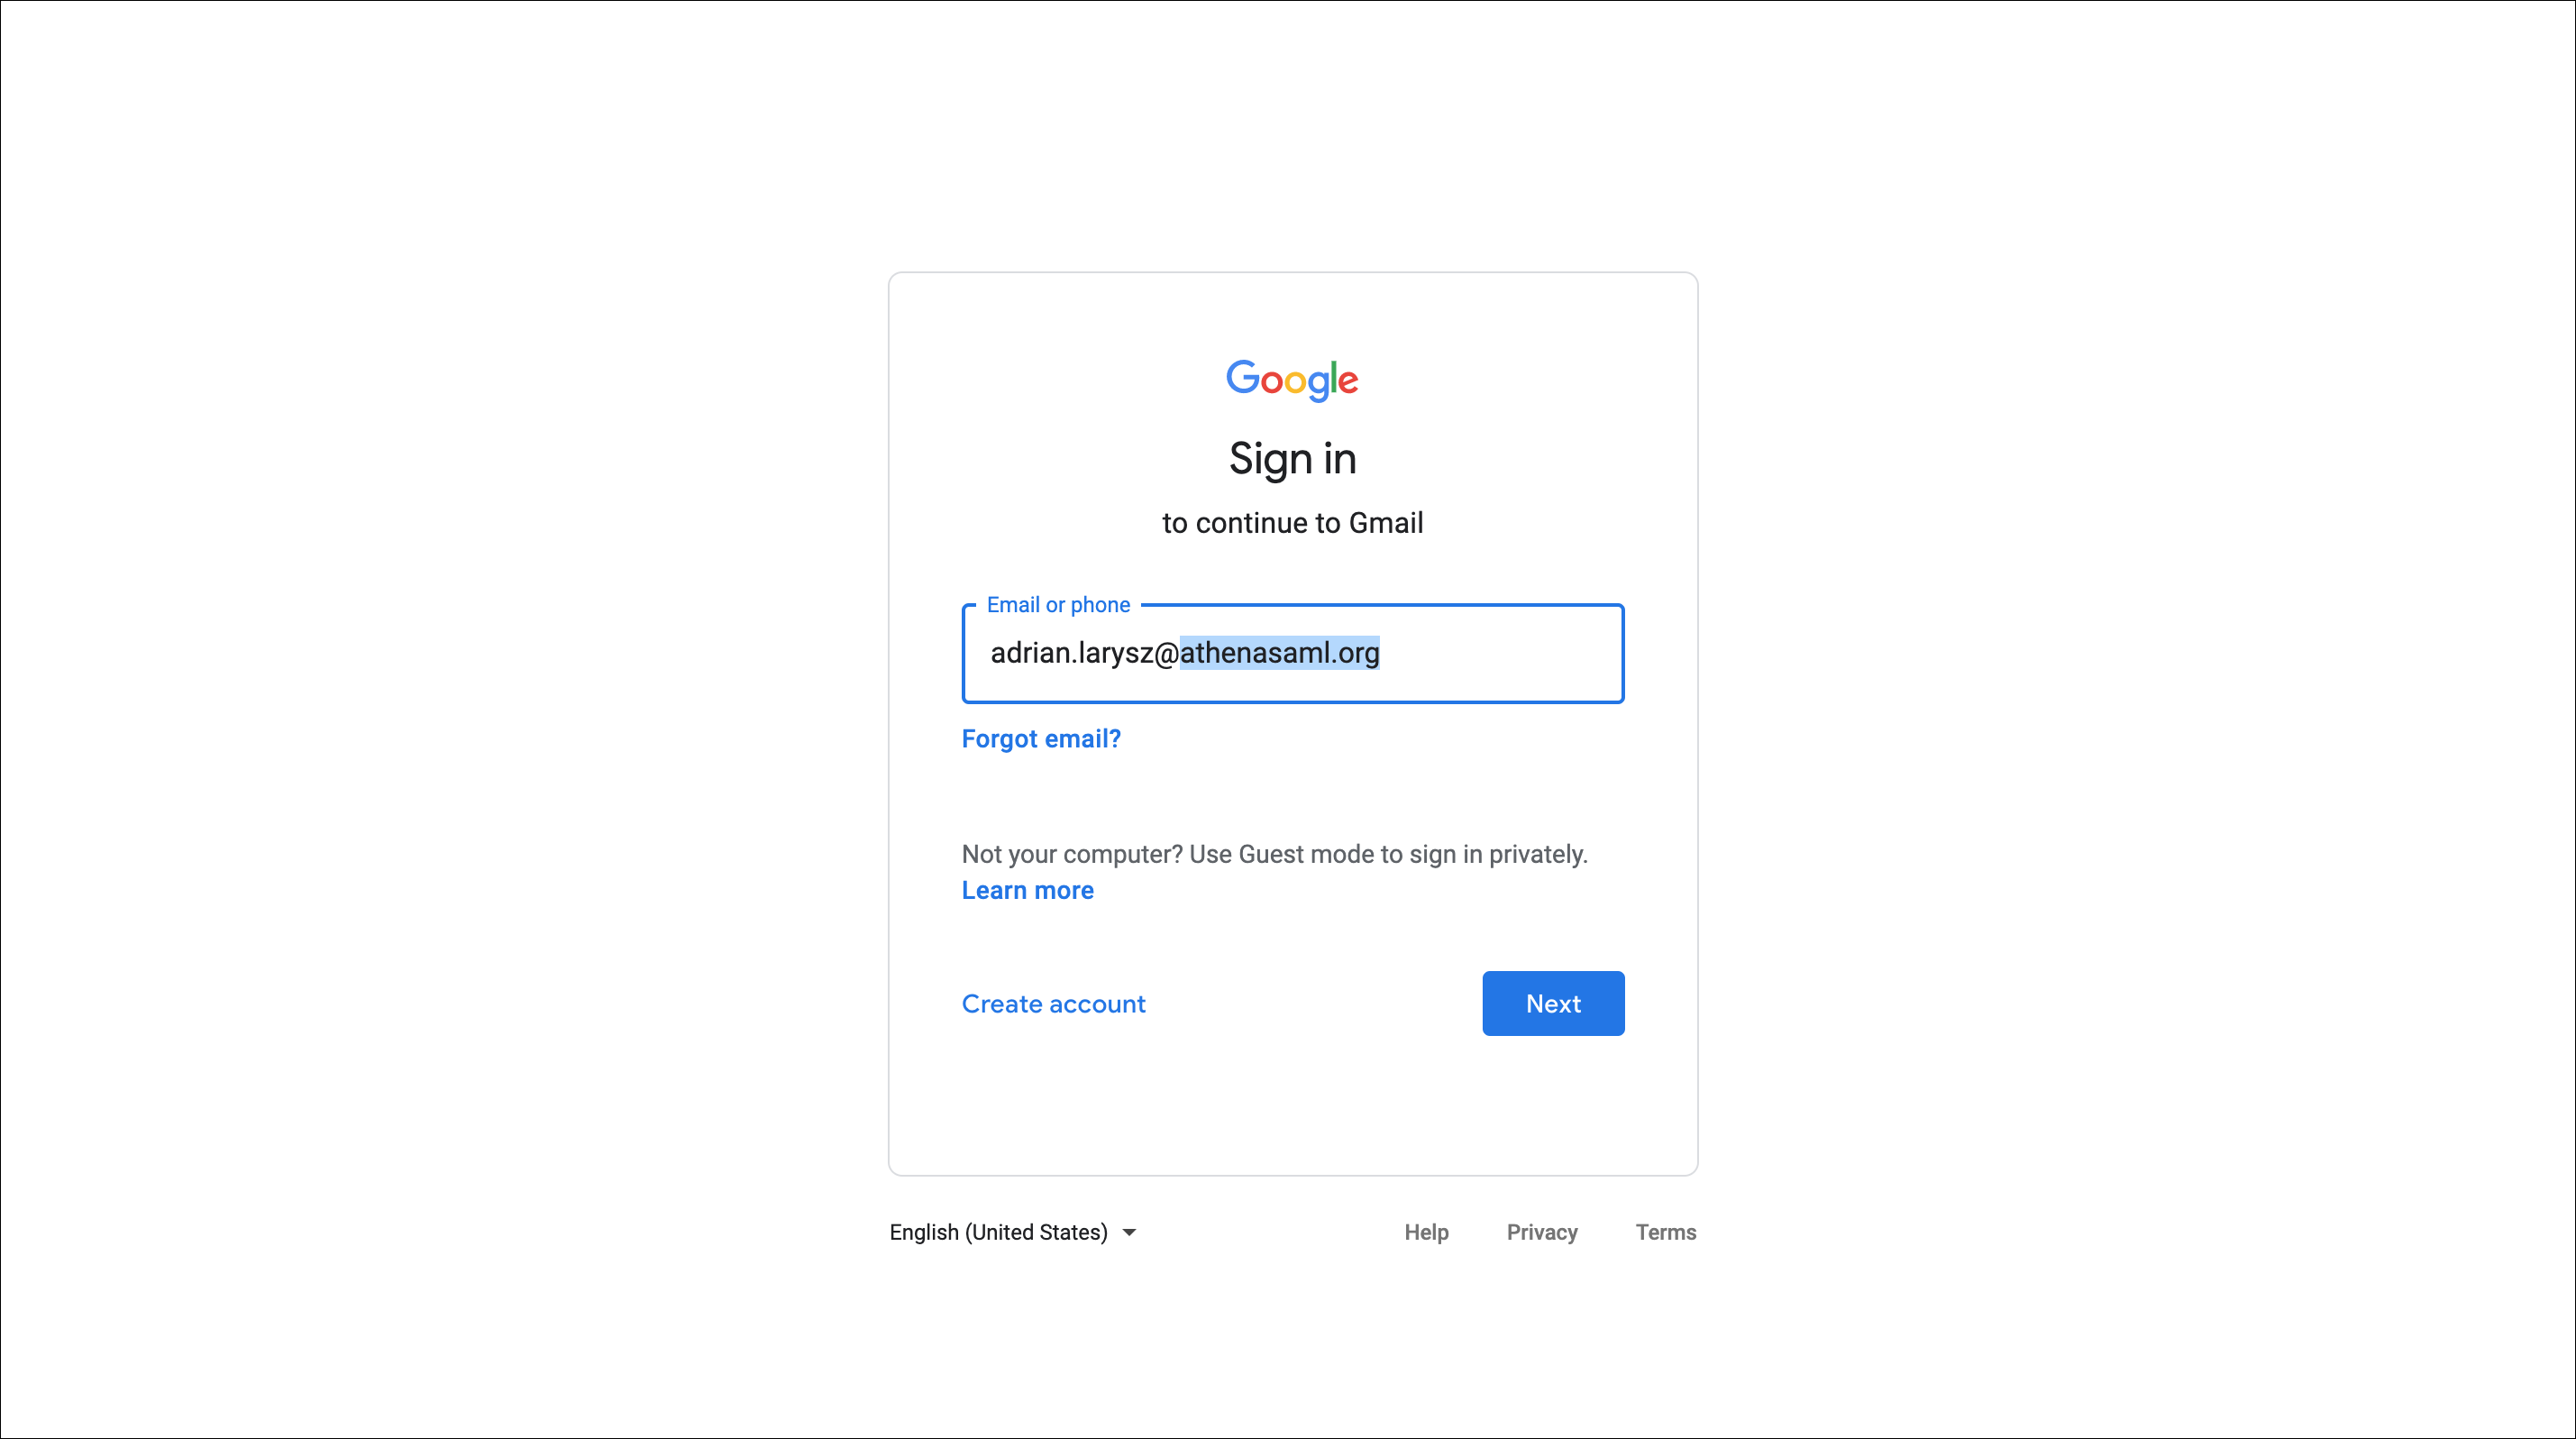 Google
Sign in
to continue to Gmail
Email or phone
adrian.larysz@athenasaml.org
Forgot email?
Not your computer? Use Guest mode to sign in privately.
Learn more
Create account
Next
English (United States)
Help
Privacy
Terms